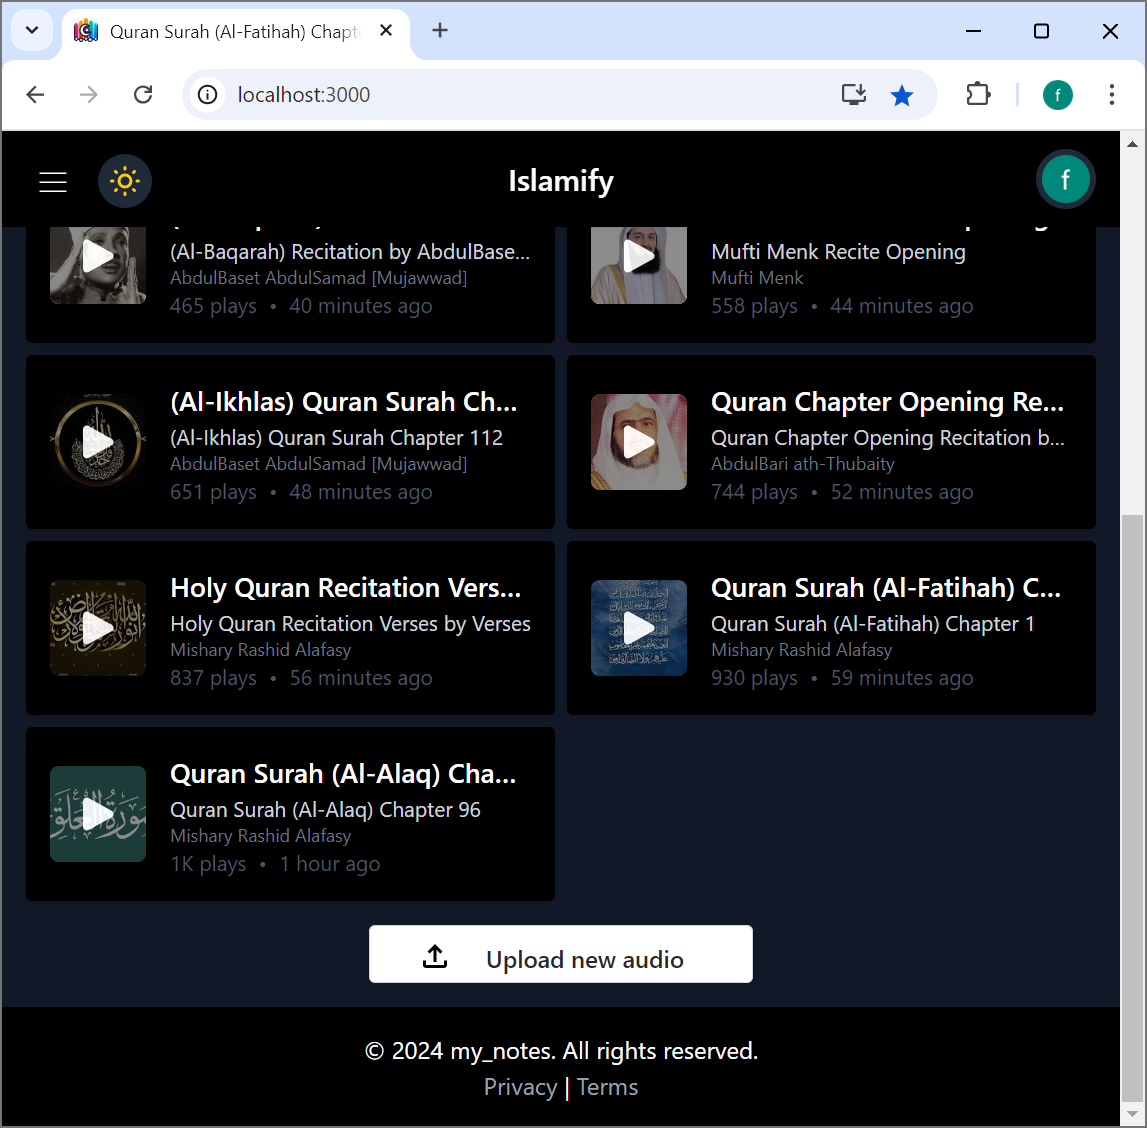 Quran Surah (Al-Fatihah) Chapt
localhost:3000
f
Islamify
f
(Al-Baqarah) Recitation by AbdulBase...
AbdulBaset AbdulSamad [Mujawwad]
465 plays • 40 minutes ago
Mufti Menk Recite Opening
Mufti Menk
558 plays • 44 minutes ago
(Al-Ikhlas) Quran Surah Ch...
(Al-Ikhlas) Quran Surah Chapter 112
AbdulBaset AbdulSamad [Mujawwad]
651 plays • 48 minutes ago
Quran Chapter Opening Re...
Quran Chapter Opening Recitation b...
AbdulBari ath-Thubaity
744 plays • 52 minutes ago
Holy Quran Recitation Vers...
Holy Quran Recitation Verses by Verses
Mishary Rashid Alafasy
837 plays • 56 minutes ago
Quran Surah (Al-Fatihah) C...
Quran Surah (Al-Fatihah) Chapter 1
Mishary Rashid Alafasy
930 plays • 59 minutes ago
Quran Surah (Al-Alaq) Cha...
Quran Surah (Al-Alaq) Chapter 96
Mishary Rashid Alafasy
1K plays • 1 hour ago
Upload new audio
© 2024 my_notes. All rights reserved.
Privacy | Terms